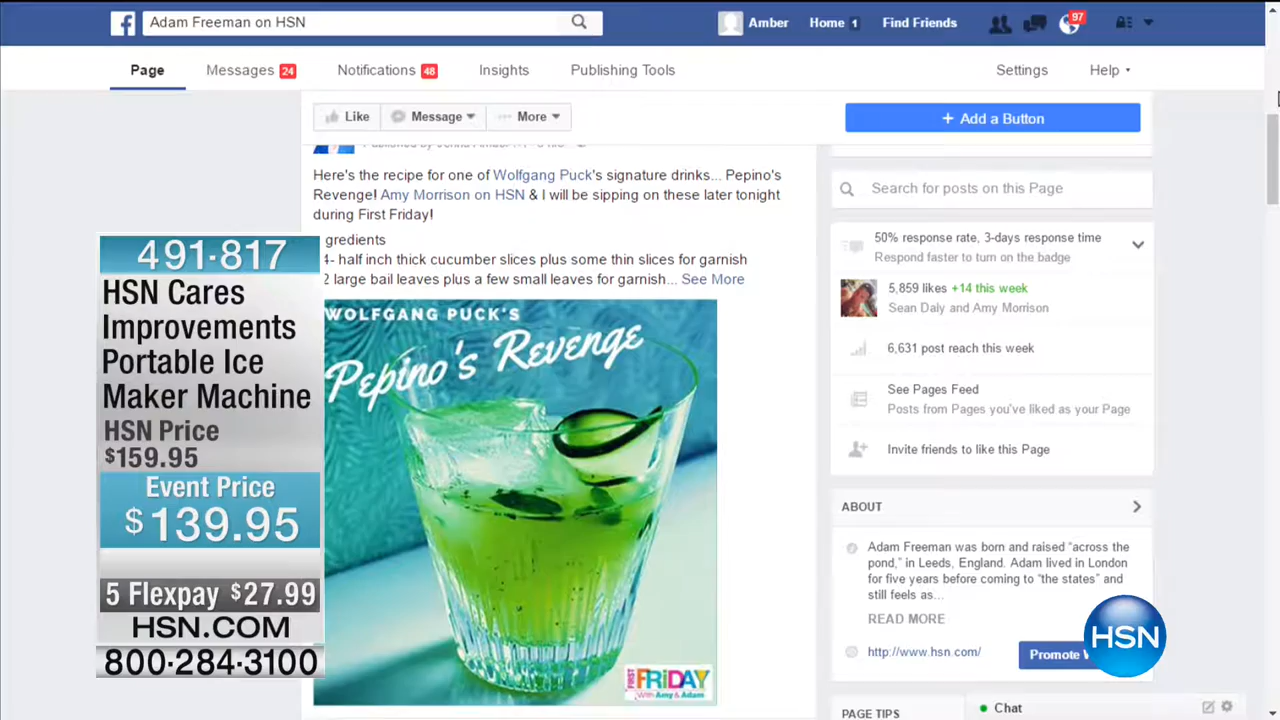 Adam Freeman on HSN
Amber
Home 1
Find Friends
97
Page
Messages 24
Notifications 48
Insights
Publishing Tools
Settings
Help
Like
Message
More
+ Add a Button
Here's the recipe for one of Wolfgang Puck's signature drinks... Pepino's
Revenge! Amy Morrison on HSN & I will be sipping on these later tonight
during First Friday!
gredients
4- half inch thick cucumber slices plus some thin slices for garnish
2 large bail leaves plus a few small leaves for garnish... See More
WOLFGANG PUCK'S
Pepino's Revenge
FIRST
FRiDAY
With Amy & Adam
491-817
HSN Cares
Improvements
Portable Ice
Maker Machine
HSN Price
$159.95
Event Price
$139.95
5 Flexpay $27.99
HSN.COM
800-284-3100
Search for posts on this Page
50% response rate, 3-days response time
Respond faster to turn on the badge
5,859 likes +14 this week
Sean Daly and Amy Morrison
6,631 post reach this week
See Pages Feed
Posts from Pages you've liked as your Page
Invite friends to like this Page
ABOUT
Adam Freeman was born and raised “across the
pond,” in Leeds, England. Adam lived in London
for five years before coming to “the states” and
still feels as...
READ MORE
http://www.hsn.com/
Promote
HSN
PAGE TIPS
Chat